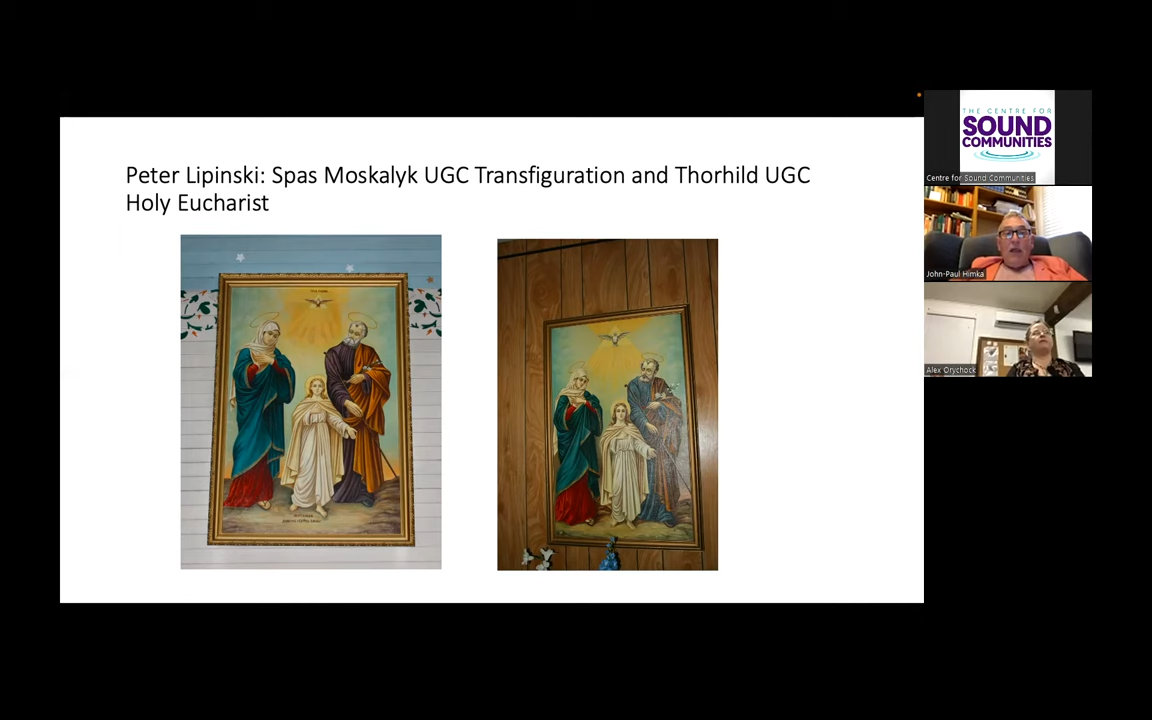 Peter Lipinski: Spas Moskalyk UGC Transfiguration and Thorhild UGC
Holy Eucharist
THE CENTRE FOR
SOUND
COMMUNITIES
Centre for Sound Communities
John-Paul Himka
Alex Orychock